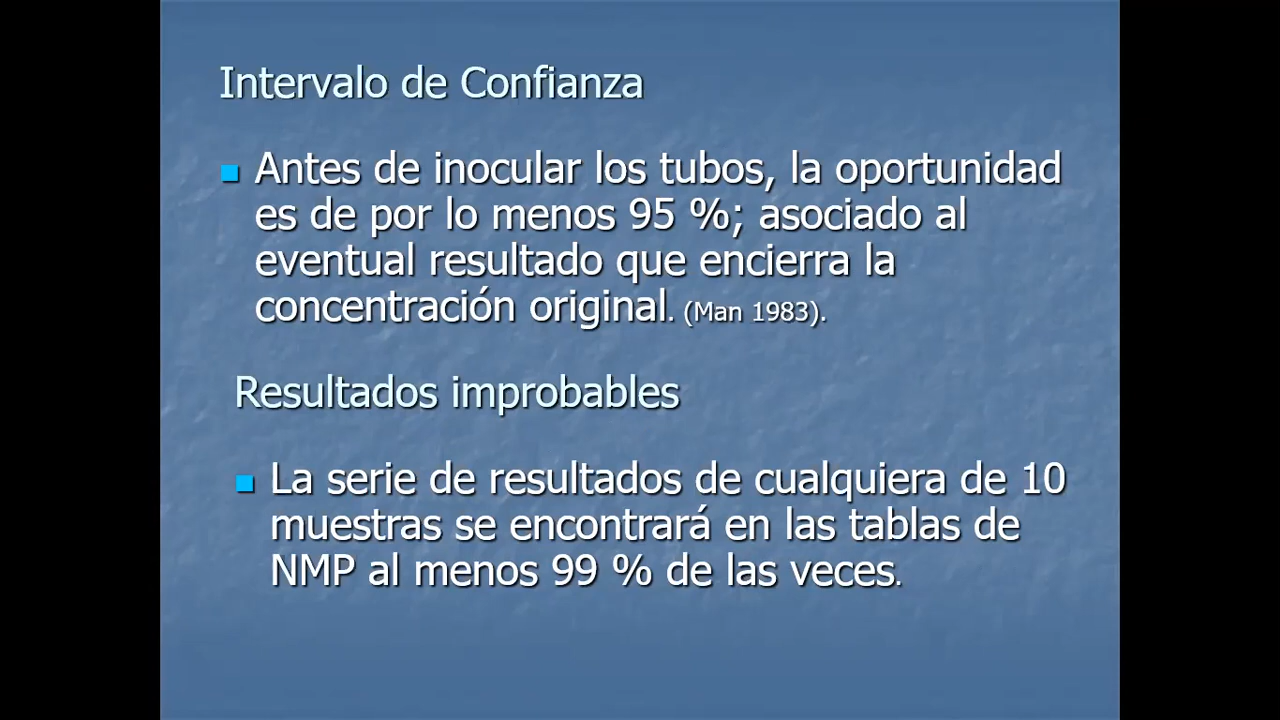 Intervalo de Confianza
Antes de inocular los tubos, la oportunidad
es de por lo menos 95 %; asociado al
eventual resultado que encierra la
concentración original. (Man 1983).
Resultados improbables
La serie de resultados de cualquiera de 10
muestras se encontrará en las tablas de
NMP al menos 99 % de las veces.